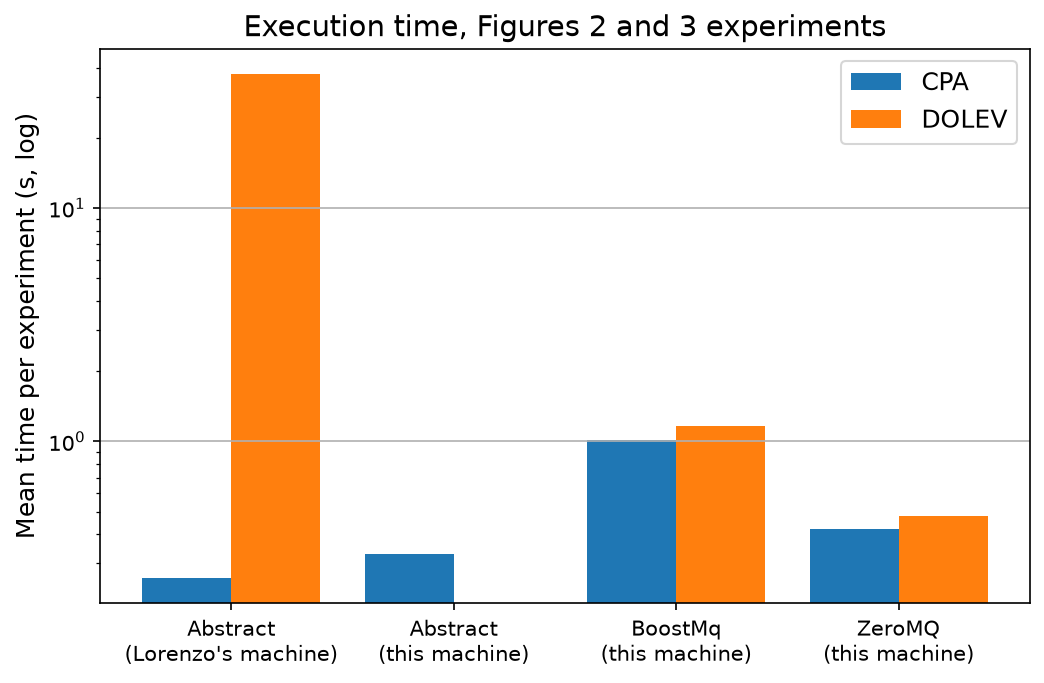 Execution time, Figures 2 and 3 experiments
Mean time per experiment (s, log)
10¹
10⁰
CPA
DOLEV
Abstract
(Lorenzo's machine)
Abstract
(this machine)
BoostMq
(this machine)
ZeroMQ
(this machine)